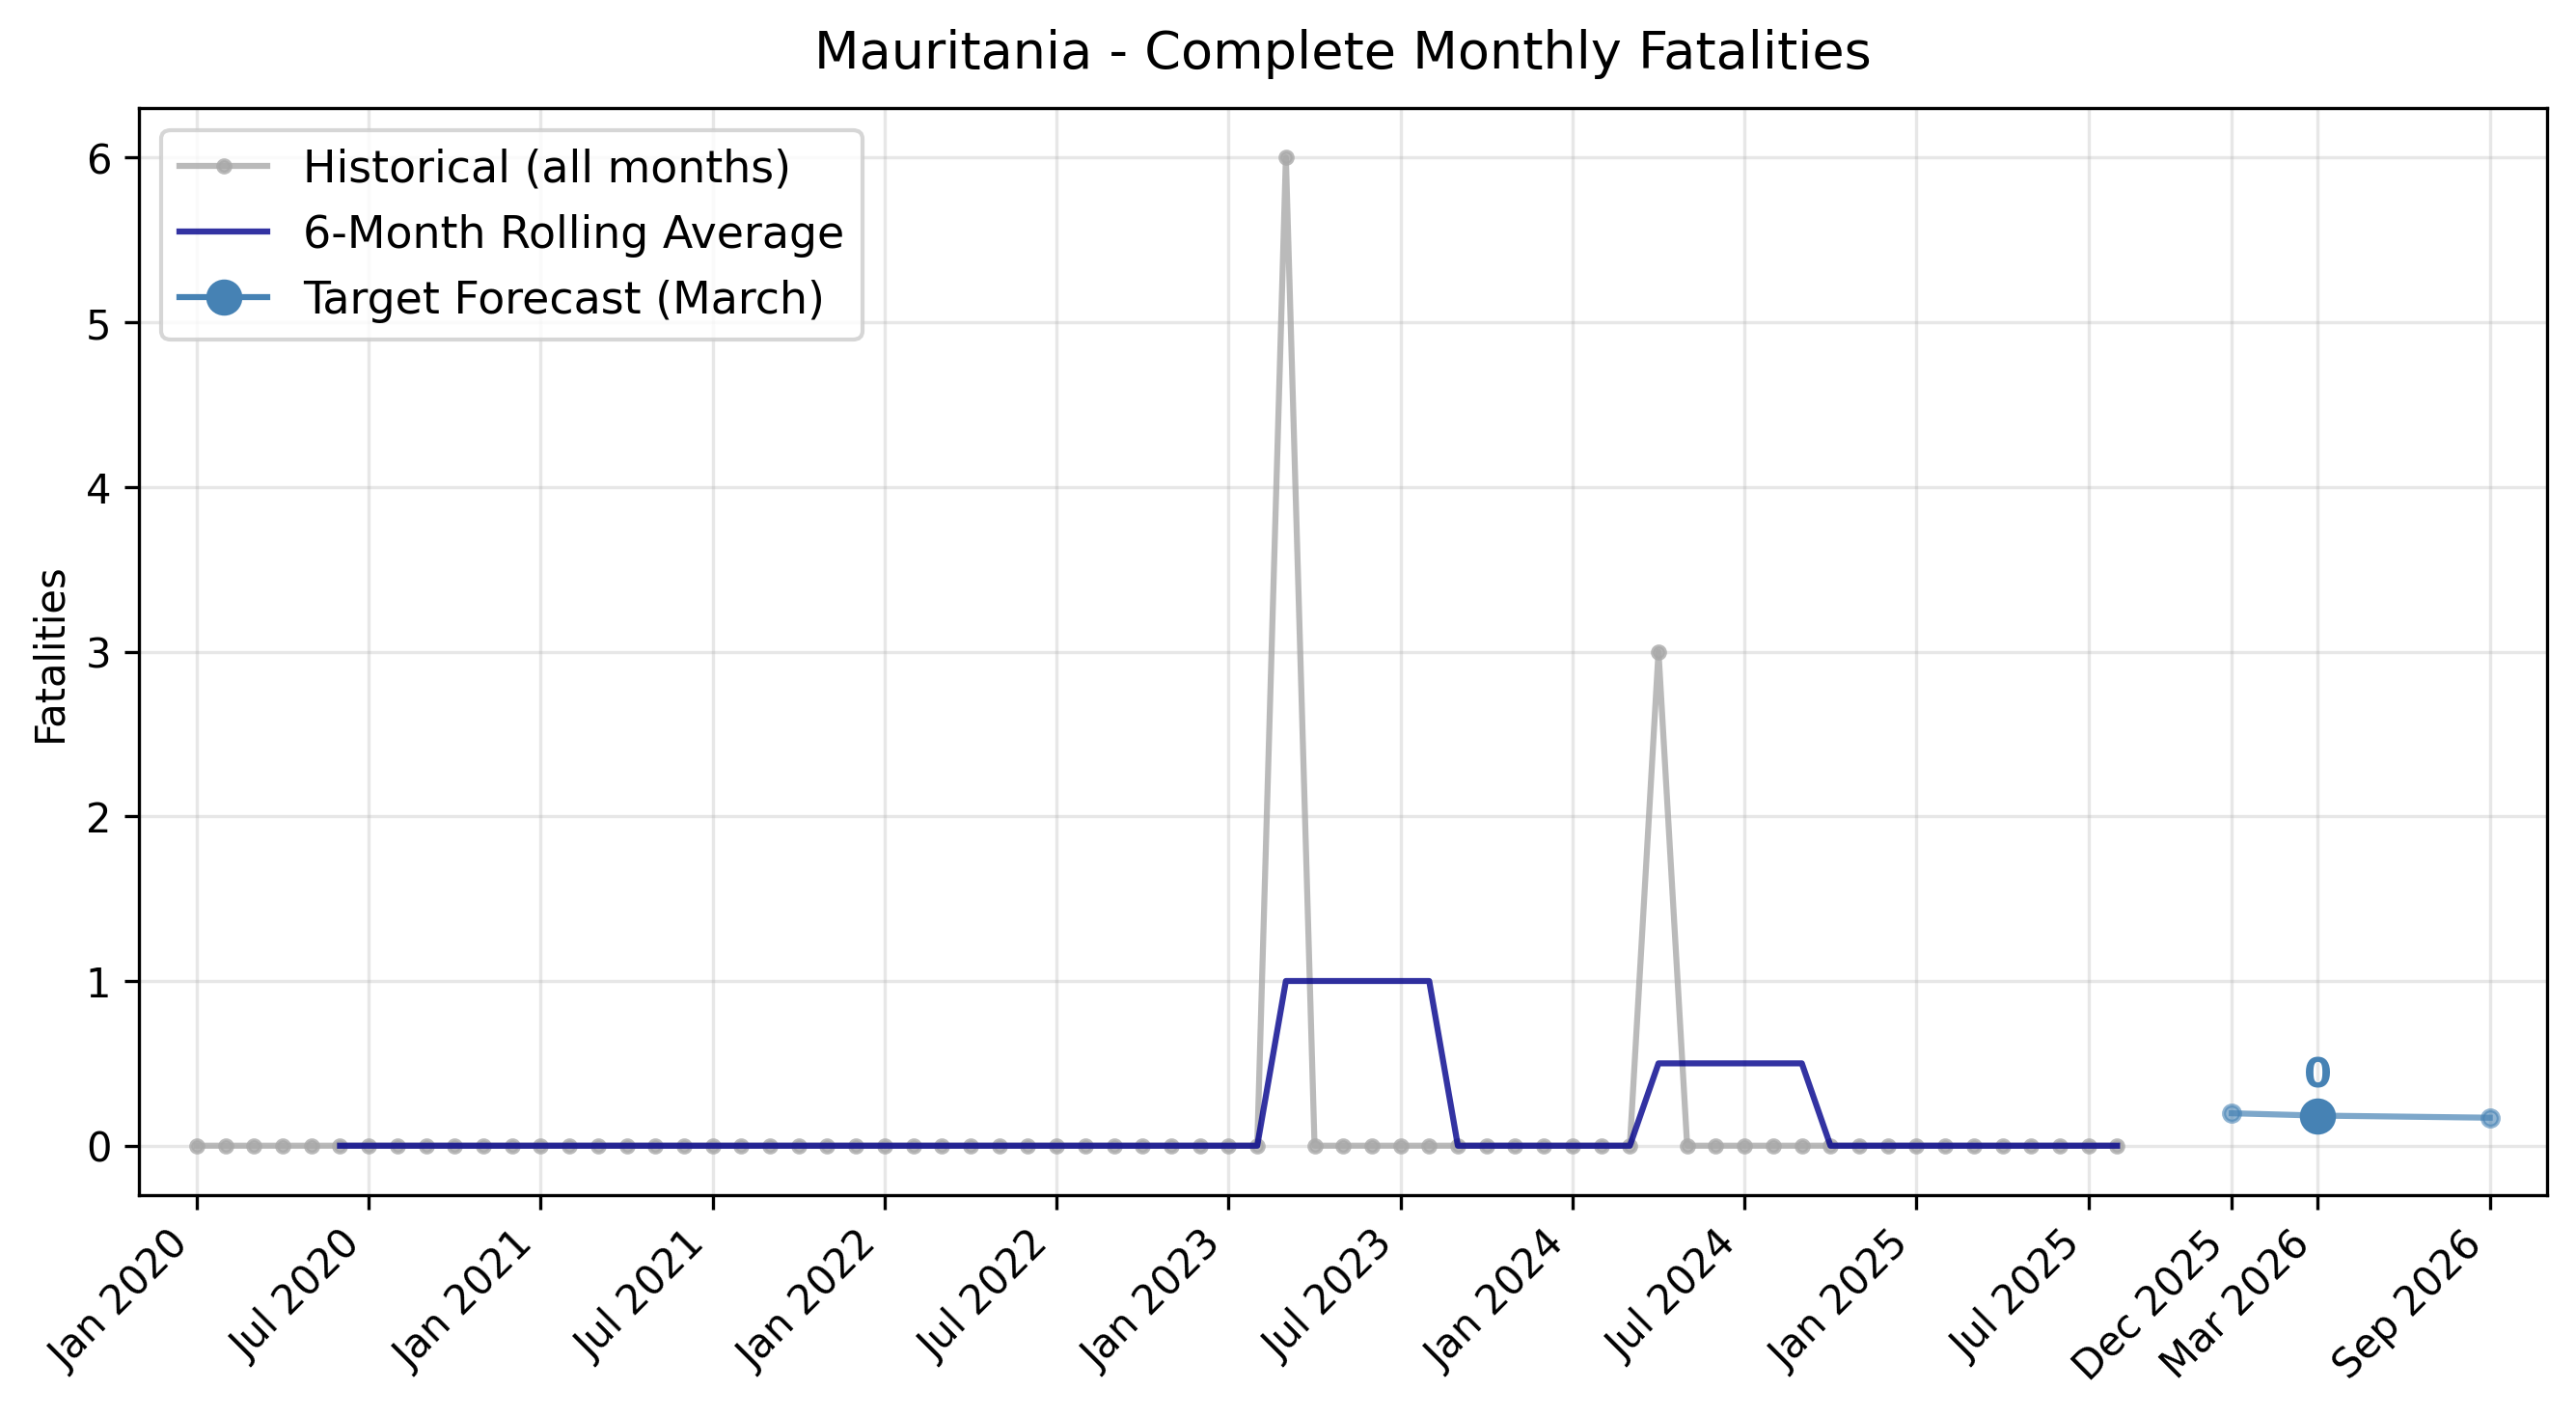 Mauritania - Complete Monthly Fatalities
Historical (all months)
6-Month Rolling Average
Target Forecast (March)
Fatalities
6
5
4
3
2
1
0
0
Jan 2020
Jul 2020
Jan 2021
Jul 2021
Jan 2022
Jul 2022
Jan 2023
Jul 2023
Jan 2024
Jul 2024
Jan 2025
Jul 2025
Dec 2025
Mar 2026
Sep 2026